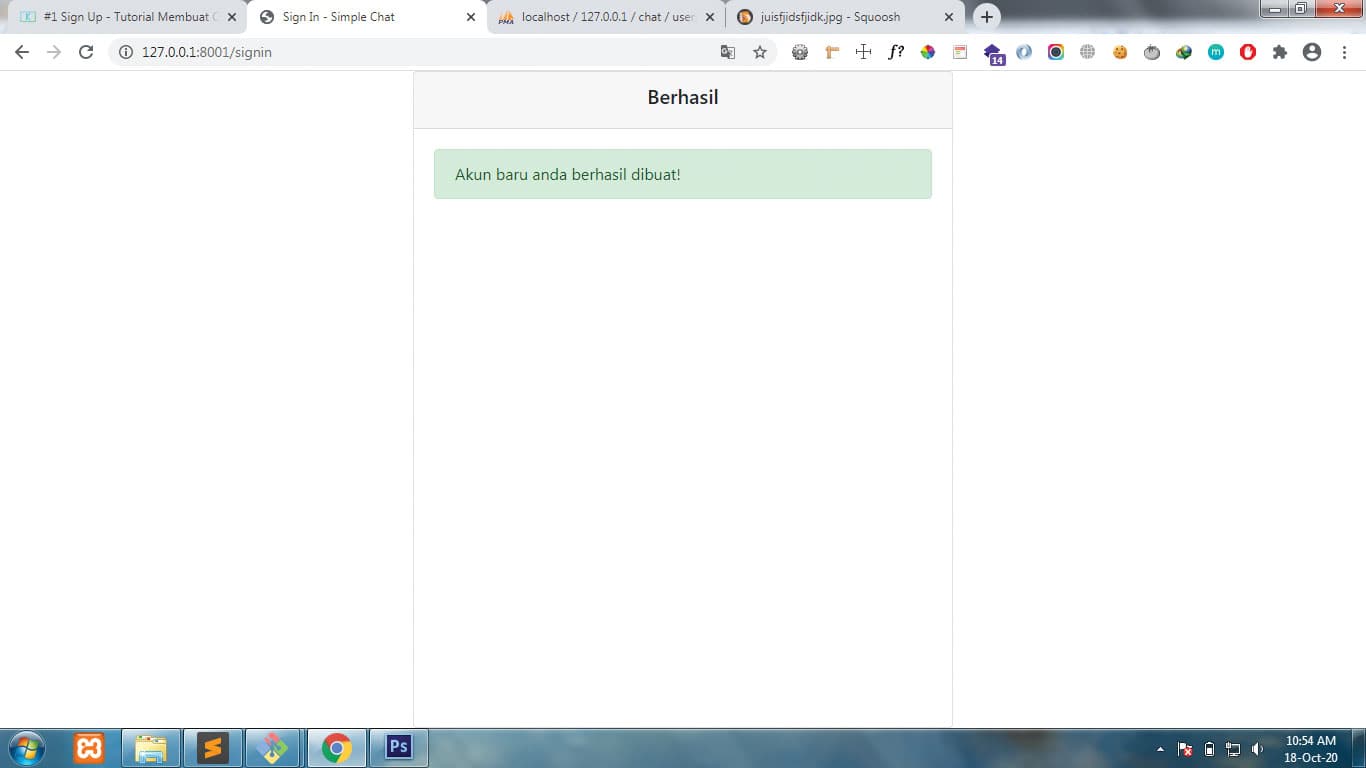 #1 Sign Up - Tutorial Membuat
Sign In - Simple Chat
localhost / 127.0.0.1 / chat / user
juisfjidsfjidk.jpg - Squoosh
127.0.0.1:8001/signin
f?
14
m
Berhasil
Akun baru anda berhasil dibuat!
PMA
Ps
10:54 AM
18-Oct-20